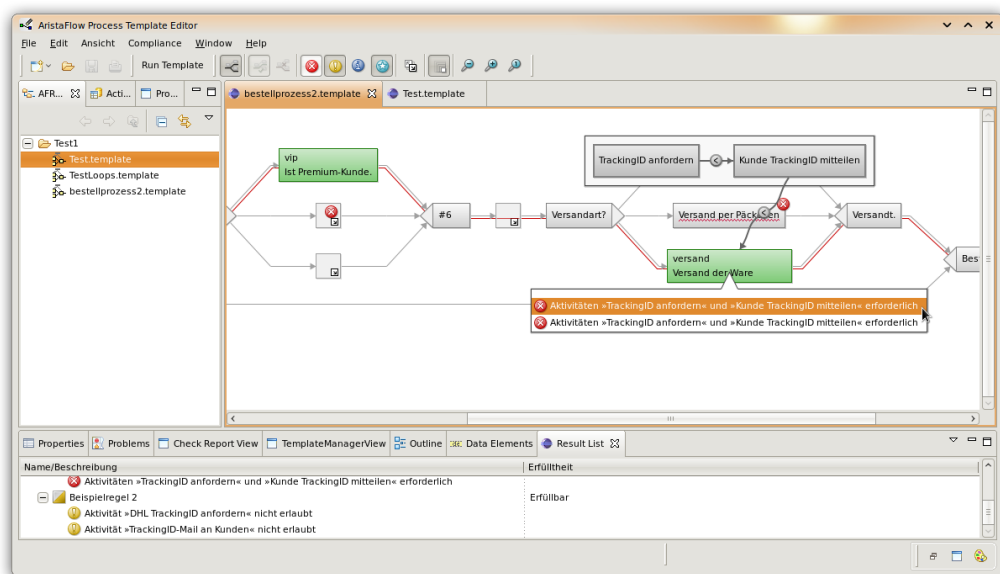 AristaFlow Process Template Editor
File Edit Ansicht Compliance Window Help
Run Template
AFR... Acti... Pro...
bestellprozess2.template Test.template
Test1
Test.template
TestLoops.template
bestellprozess2.template
TrackingID anfordern < Kunde TrackingID mitteilen
vip
Ist Premium-Kunde.
#6
Versandart?
Versand per Päck en
<
Versandt.
versand
Versand der Ware
Bes
Aktivitäten »TrackingID anfordern« und »Kunde TrackingID mitteilen« erforderlich
Aktivitäten »TrackingID anfordern« und »Kunde TrackingID mitteilen« erforderlich
Properties Problems Check Report View TemplateManagerView Outline Data Elements Result List
Name/Beschreibung Erfülltheit
Aktivitäten »TrackingID anfordern« und »Kunde TrackingID mitteilen« erforderlich
Beispielregel 2 Erfüllbar
Aktivität »DHL TrackingID anfordern« nicht erlaubt
Aktivität »TrackingID-Mail an Kunden« nicht erlaubt